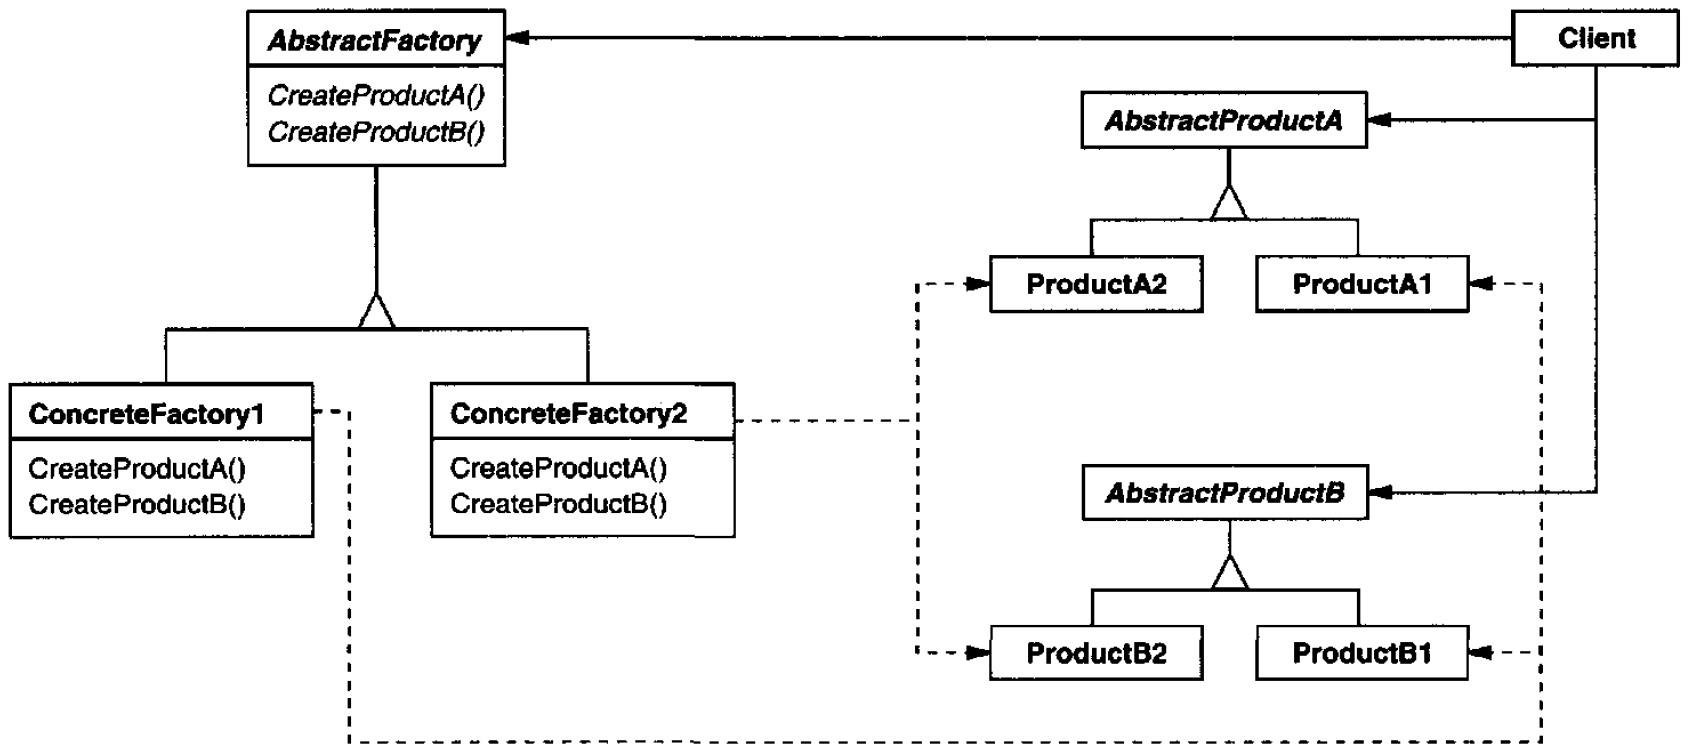 AbstractFactory
CreateProductA()
CreateProductB()
Client
AbstractProductA
ProductA2
ProductA1
ConcreteFactory1
CreateProductA()
CreateProductB()
ConcreteFactory2
CreateProductA()
CreateProductB()
AbstractProductB
ProductB2
ProductB1